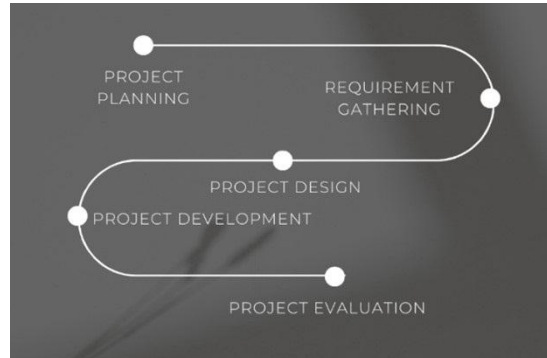 PROJECT
PLANNING
REQUIREMENT
GATHERING
PROJECT DESIGN
PROJECT DEVELOPMENT
PROJECT EVALUATION